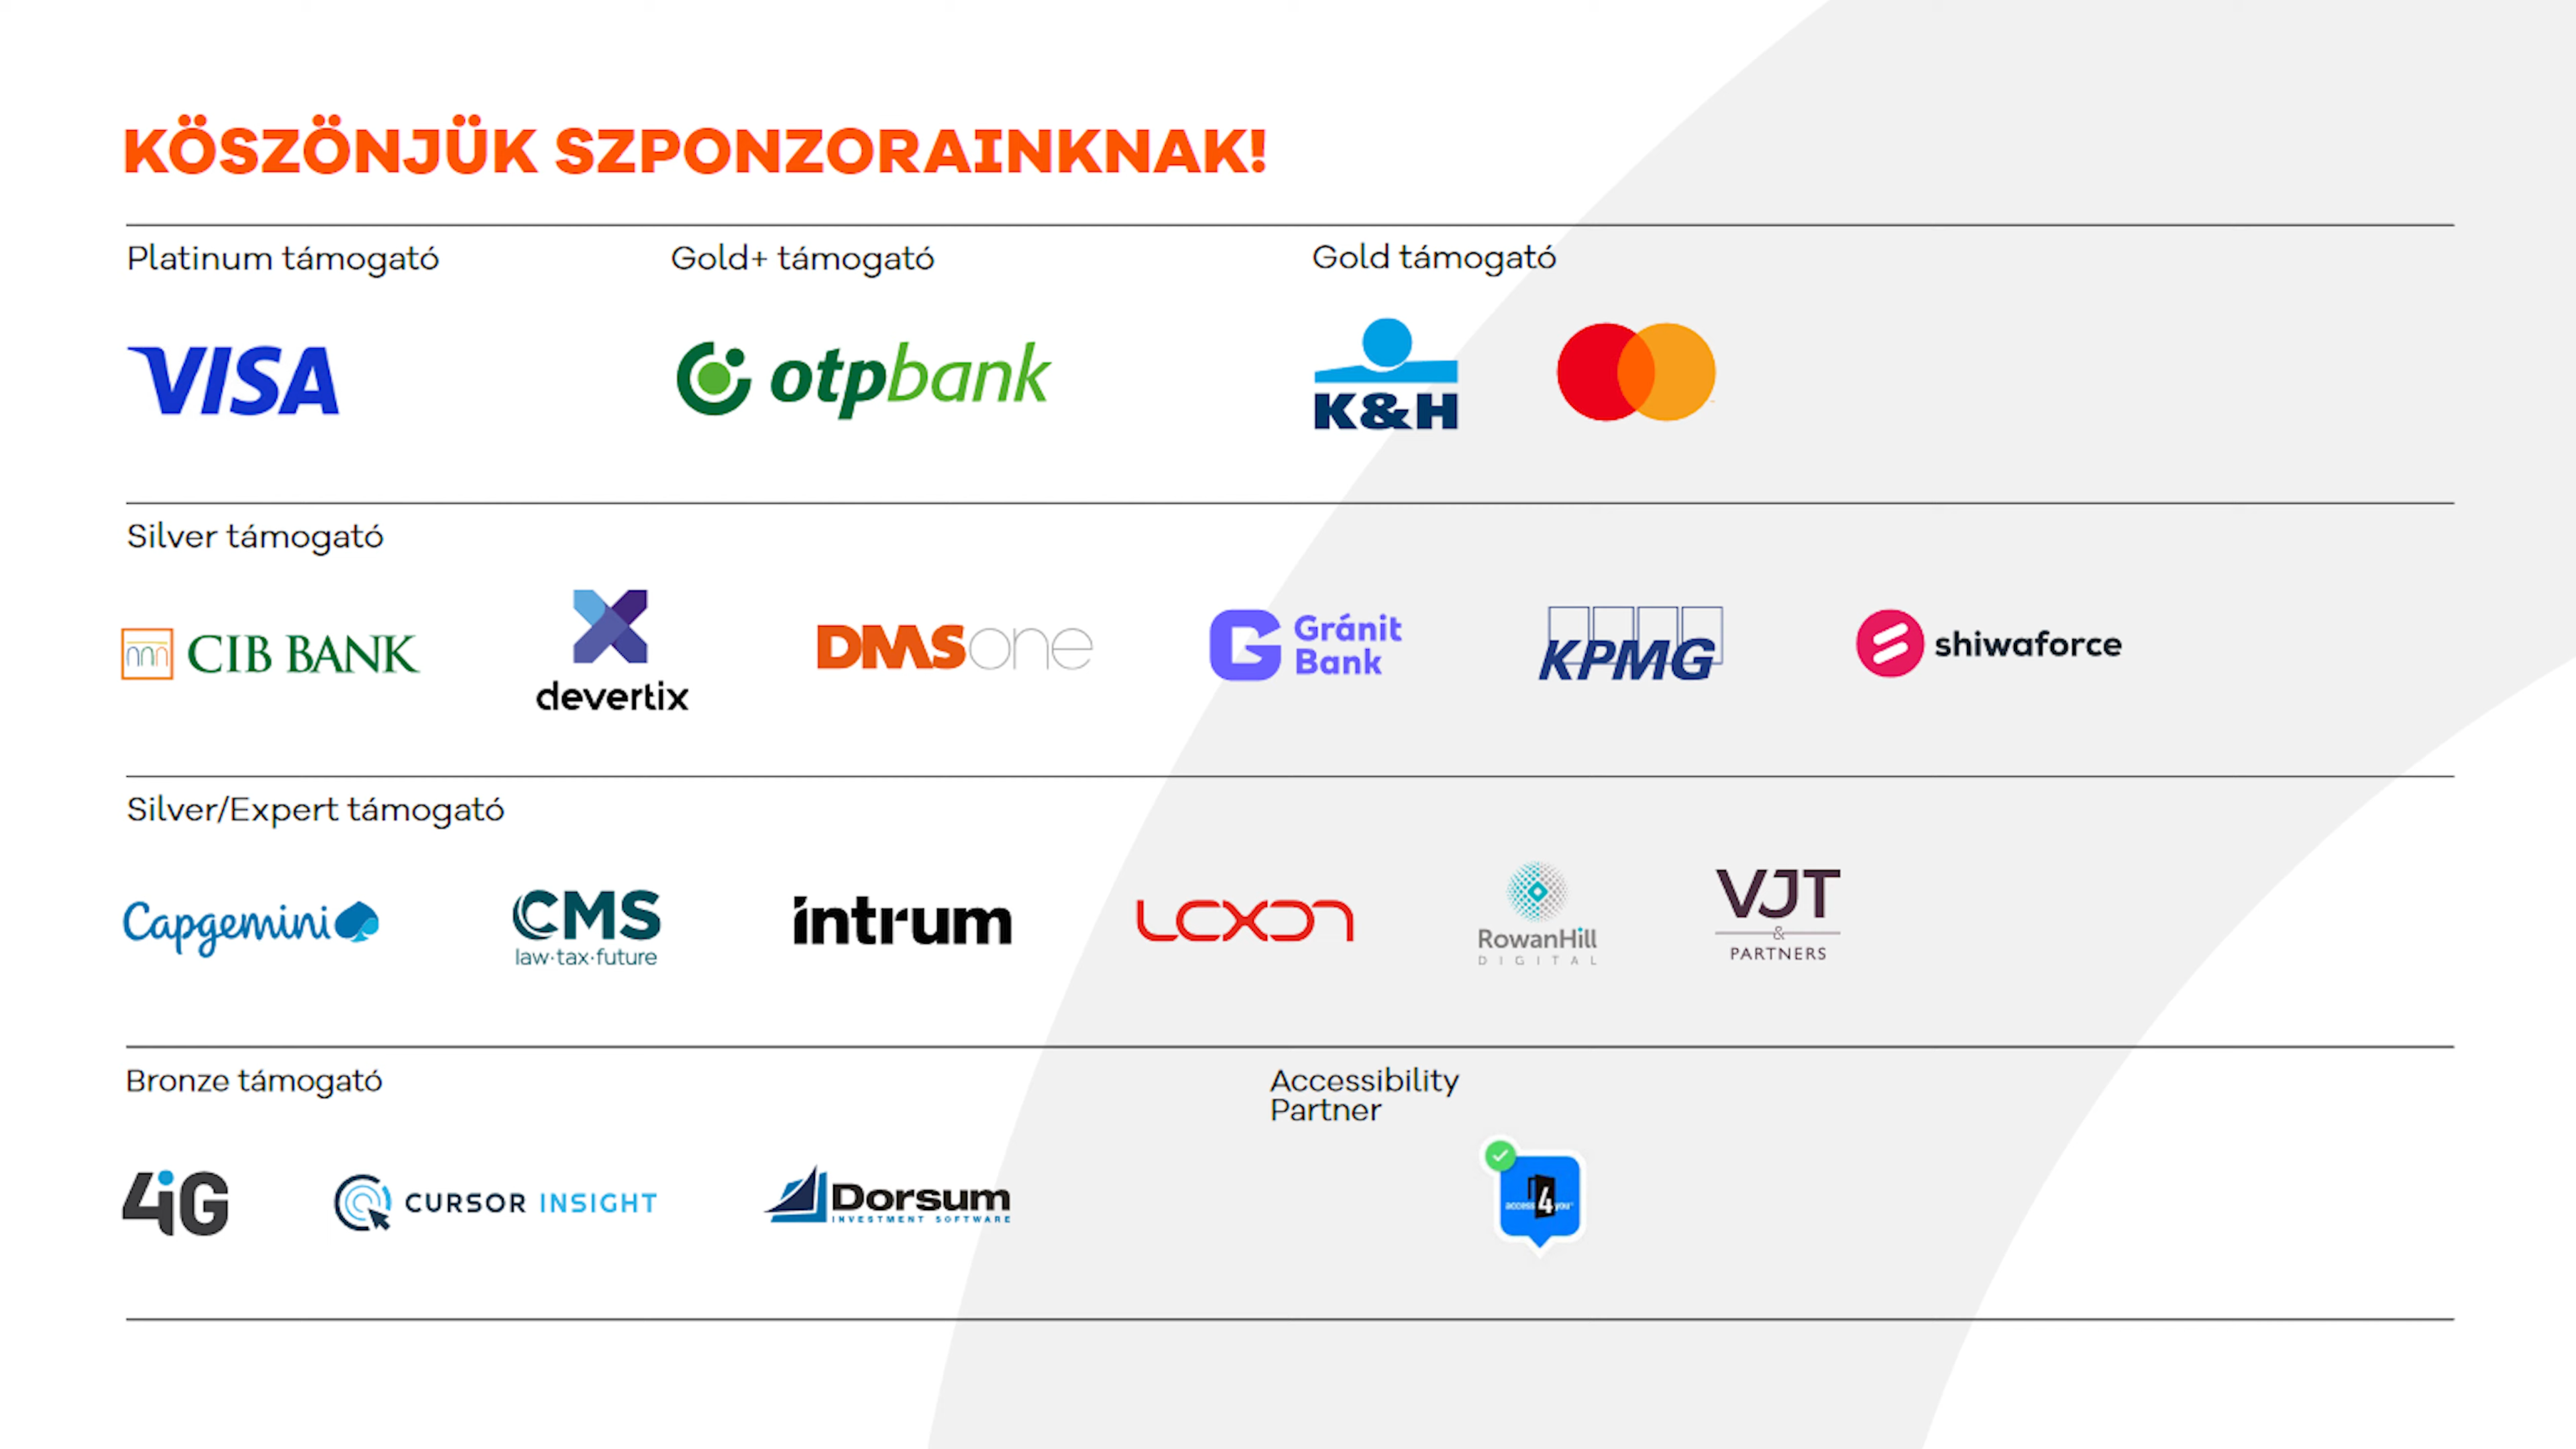 KÖSZÖNJÜK SZPONZORAINKNAK!
Platinum támogató
Gold+ támogató
Gold támogató
VISA
otpbank
K&H
Silver támogató
CIB BANK
devertix
DMSone
Gránit
Bank
KPMG
shiwaforce
Silver/Expert támogató
Capgemini
CMS
law·tax·future
intrum
LOXON
RowanHill
DIGITAL
VJT
&
PARTNERS
Bronze támogató
Accessibility
Partner
4iG
CURSOR INSIGHT
Dorsum
INVESTMENT SOFTWARE
access4you